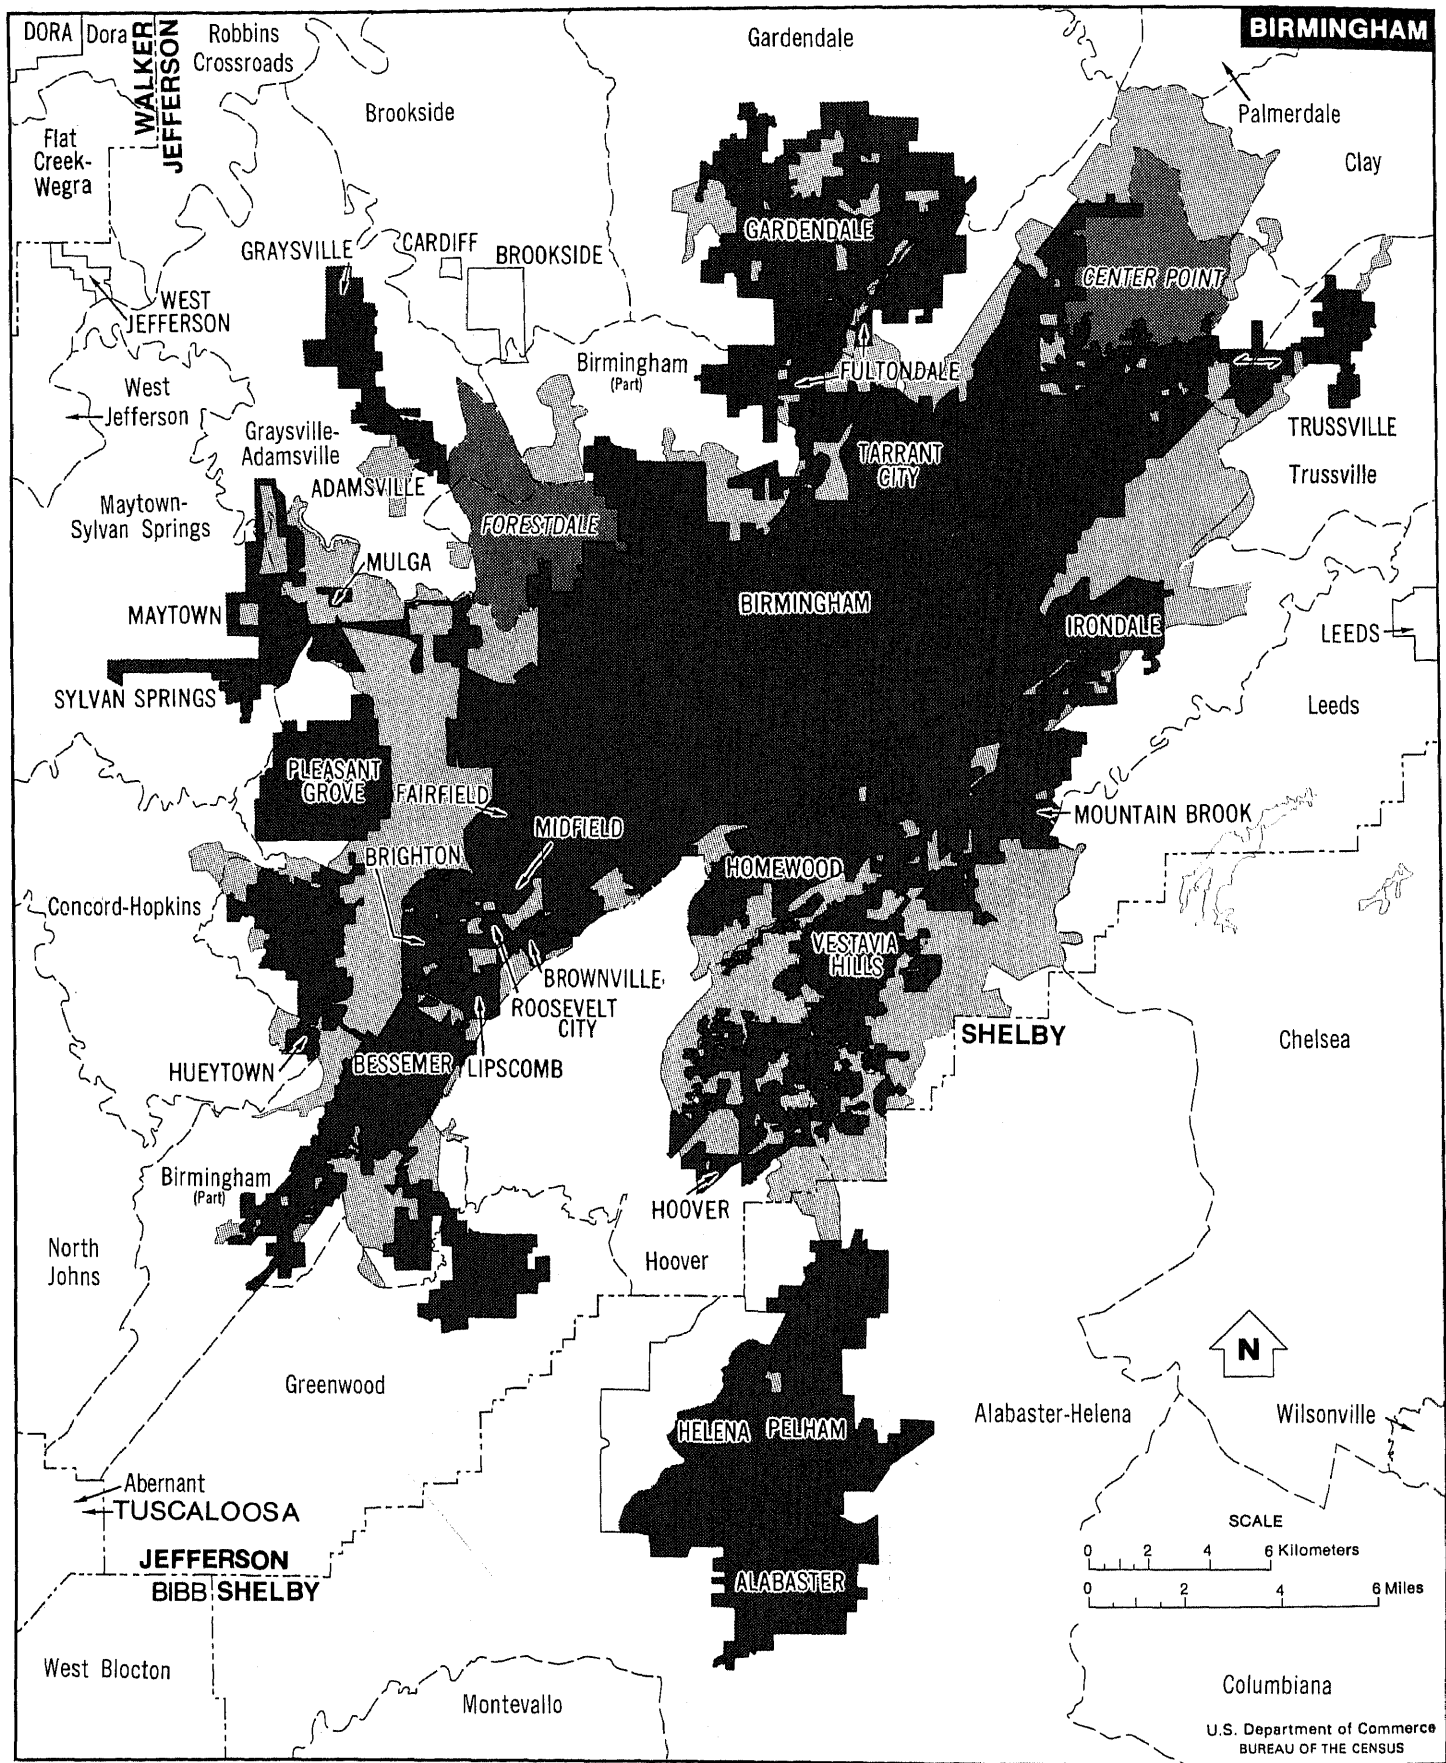 BIRMINGHAM
DORA
Dora
WALKER
JEFFERSON
Robbins
Crossroads
Gardendale
Brookside
Palmerdale
Flat
Creek-
Wegra
Clay
GARDENDALE
GRAYSVILLE
CARDIFF
BROOKSIDE
CENTER POINT
WEST
JEFFERSON
Birmingham
(Part)
FULTONDALE
West
Jefferson
TRUSSVILLE
Graysville-
Adamsville
TARRANT
CITY
Trussville
ADAMSVILLE
Maytown-
Sylvan Springs
FORESTDALE
MULGA
BIRMINGHAM
MAYTOWN
IRONDALE
LEEDS
SYLVAN SPRINGS
Leeds
PLEASANT
GROVE
FAIRFIELD
MOUNTAIN BROOK
MIDFIELD
BRIGHTON
HOMEWOOD
Concord-Hopkins
VESTAVIA
HILLS
BROWNVILLE
ROOSEVELT
CITY
SHELBY
Chelsea
HUEYTOWN
BESSEMER
LIPSCOMB
Birmingham
(Part)
HOOVER
North
Johns
Hoover
N
Greenwood
HELENA
PELHAM
Alabaster-Helena
Wilsonville
Abernant
TUSCALOOSA
SCALE
0 2 4 6 Kilometers
0 2 4 6 Miles
JEFFERSON
BIBB
SHELBY
ALABASTER
West Blocton
Montevallo
Columbiana
U.S. Department of Commerce
BUREAU OF THE CENSUS